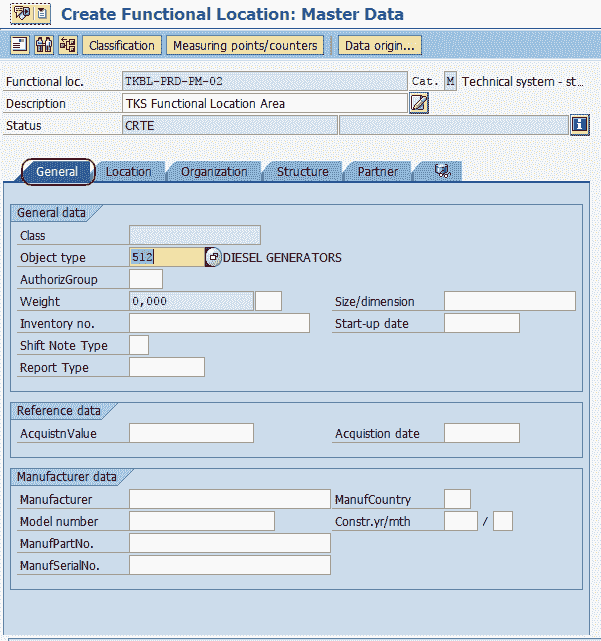 Create Functional Location: Master Data
Classification Measuring points/counters Data origin...
Functional loc. TKBL-PRD-PM-02 Cat. M Technical system - st...
Description TKS Functional Location Area
Status CRTE
General Location Organization Structure Partner
General data
Class
Object type 512 DIESEL GENERATORS
AuthorizGroup
Weight 0,000 Size/dimension
Inventory no. Start-up date
Shift Note Type
Report Type
Reference data
AcquistnValue Acquistion date
Manufacturer data
Manufacturer ManufCountry
Model number Constr.yr/mth /
ManufPartNo.
ManufSerialNo.